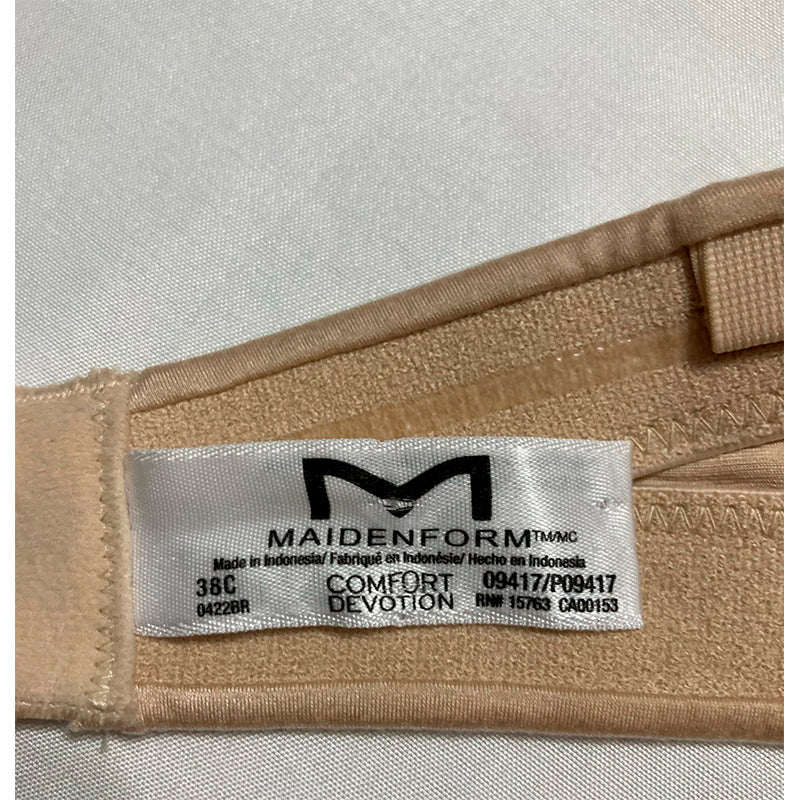 M
MAIDENFORM TM/MC
Made in Indonesia/ Fabriqué en Indonésie/ Hecho en Indonesia
38C COMFORT 09417/P09417
0422BR DEVOTION RN# 15763 CA00153